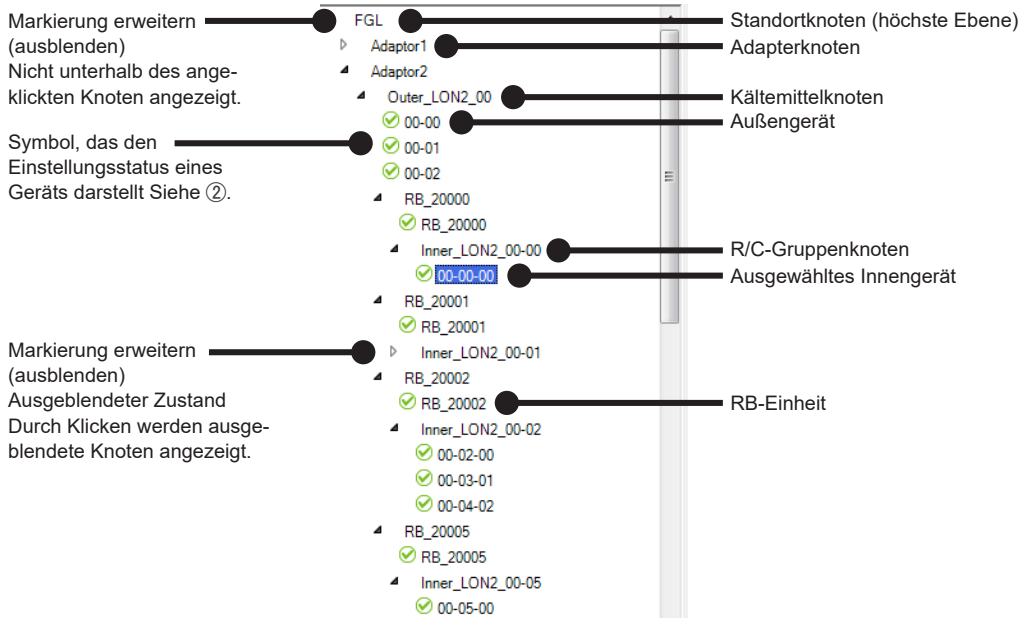 Markierung erweitern
(ausblenden)
Nicht unterhalb des ange-
klickten Knoten angezeigt.
Symbol, das den
Einstellungsstatus eines
Geräts darstellt Siehe ②.
Markierung erweitern
(ausblenden)
Ausgeblendeter Zustand
Durch Klicken werden ausge-
blendete Knoten angezeigt.
FGL
Adaptor1
Adaptor2
Outer_LON2_00
00-00
00-01
00-02
RB_20000
RB_20000
Inner_LON2_00-00
00-00-00
RB_20001
RB_20001
Inner_LON2_00-01
RB_20002
RB_20002
Inner_LON2_00-02
00-02-00
00-03-01
00-04-02
RB_20005
RB_20005
Inner_LON2_00-05
00-05-00
Standortknoten (höchste Ebene)
Adapterknoten
Kältemittelknoten
Außengerät
R/C-Gruppenknoten
Ausgewähltes Innengerät
RB-Einheit